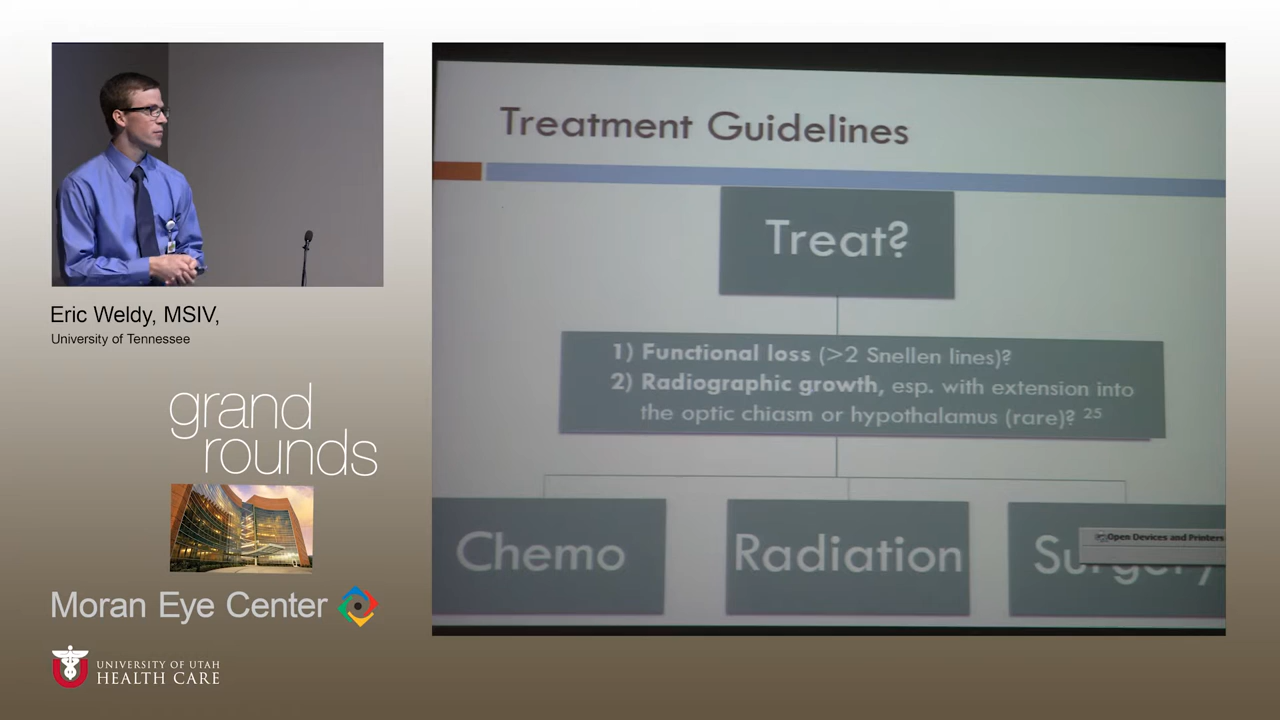 Eric Weldy, MSIV,
University of Tennessee
grand
rounds
Moran Eye Center
UNIVERSITY OF UTAH
HEALTH CARE
Treatment Guidelines
Treat?
1) Functional loss (>2 Snellen lines)?
2) Radiographic growth, esp. with extension into
the optic chiasm or hypothalamus (rare)? 25
Chemo
Radiation
Surgery
Open Devices and Printers